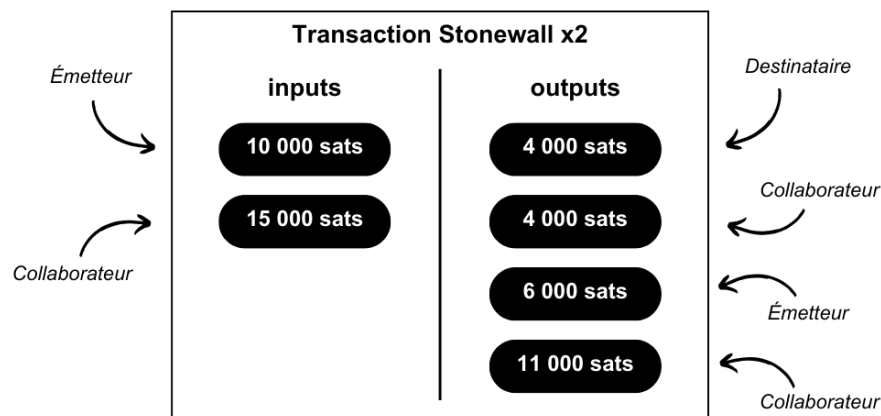 Transaction Stonewall x2
Émetteur
Destinataire
inputs
outputs
10 000 sats
4 000 sats
Collaborateur
15 000 sats
4 000 sats
Collaborateur
6 000 sats
Émetteur
11 000 sats
Collaborateur